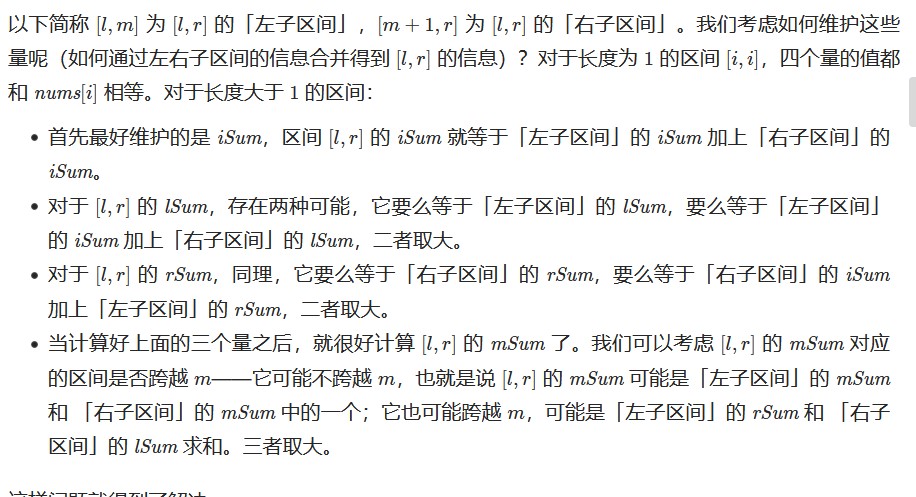 以下简称 [l, m] 为 [l, r] 的「左子区间」，[m + 1, r] 为 [l, r] 的「右子区间」。我们考虑如何维护这些
量呢（如何通过左右子区间的信息合并得到 [l, r] 的信息）？对于长度为 1 的区间 [i, i]，四个量的值都
和 nums[i] 相等。对于长度大于 1 的区间：
• 首先最好维护的是 iSum，区间 [l, r] 的 iSum 就等于「左子区间」的 iSum 加上「右子区间」的
iSum。
• 对于 [l, r] 的 lSum，存在两种可能，它要么等于「左子区间」的 lSum，要么等于「左子区间」
的 iSum 加上「右子区间」的 lSum，二者取大。
• 对于 [l, r] 的 rSum，同理，它要么等于「右子区间」的 rSum，要么等于「右子区间」的 iSum
加上「左子区间」的 rSum，二者取大。
• 当计算好上面的三个量之后，就很好计算 [l, r] 的 mSum 了。我们可以考虑 [l, r] 的 mSum 对应
的区间是否跨越 m——它可能不跨越 m，也就是说 [l, r] 的 mSum 可能是「左子区间」的 mSum
和 「右子区间」的 mSum 中的一个；它也可能跨越 m，可能是「左子区间」的 rSum 和 「右子
区间」的 lSum 求和。三者取大。